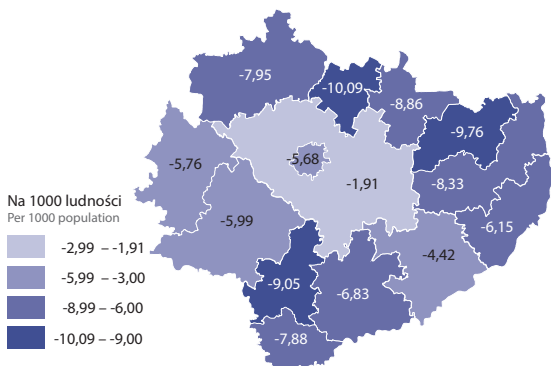 -7,95
-10,09
-8,86
-9,76
-5,76
-5,68
-1,91
-8,33
-5,99
-6,15
-4,42
-9,05
-6,83
-7,88
Na 1000 ludności
Per 1000 population
-2,99 – -1,91
-5,99 – -3,00
-8,99 – -6,00
-10,09 – -9,00